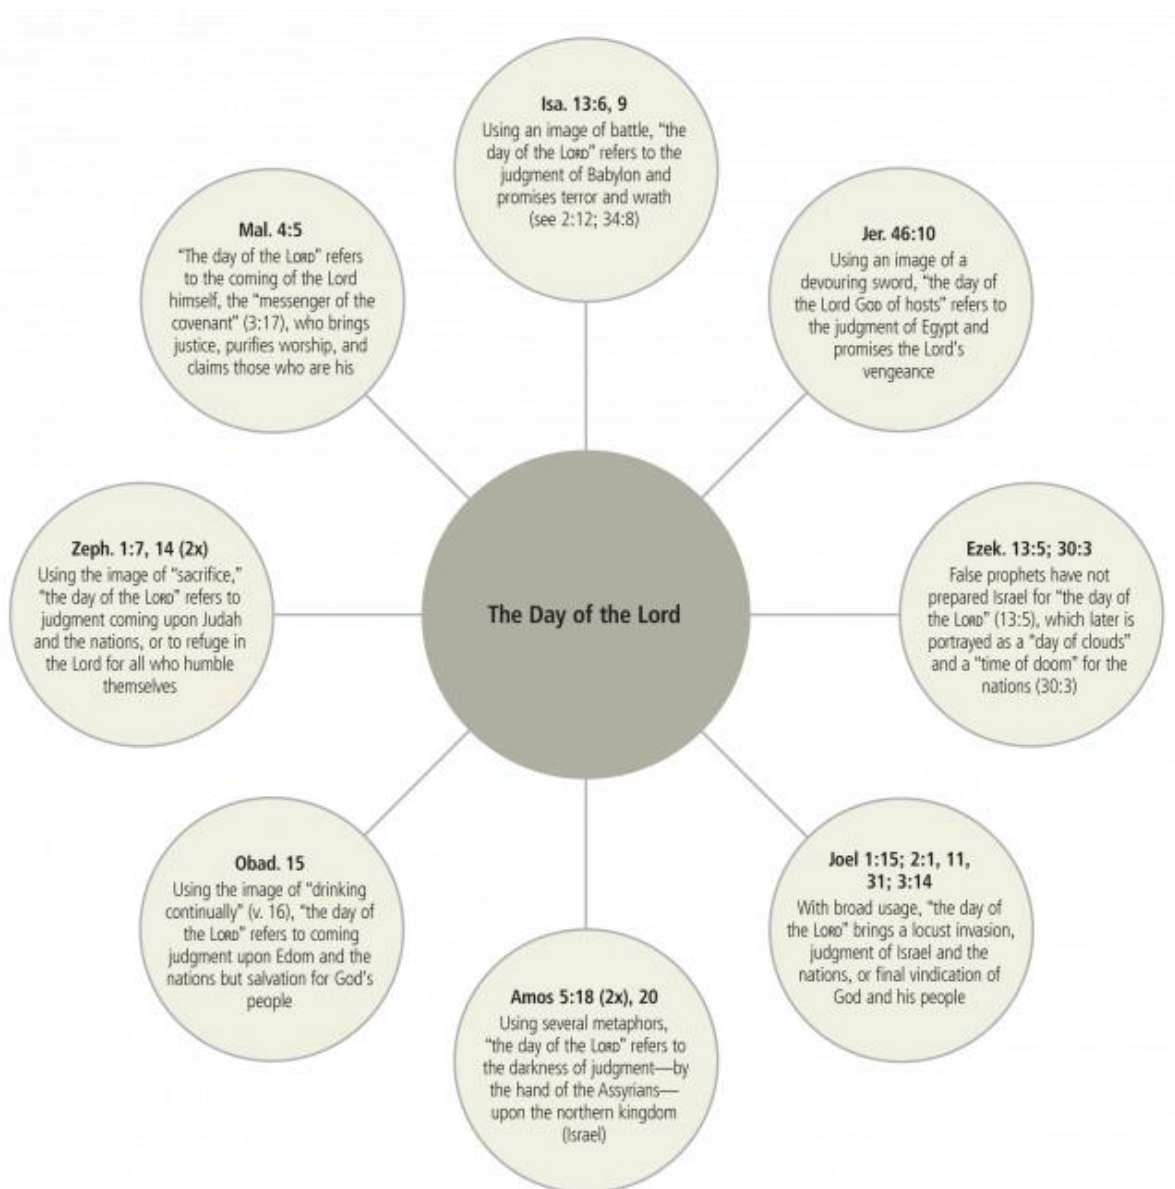 Isa. 13:6, 9
Using an image of battle, “the
day of the LORD” refers to the
judgment of Babylon and
promises terror and wrath
(see 2:12; 34:8)
Jer. 46:10
Using an image of a
devouring sword, “the day of
the Lord GOD of hosts” refers to
the judgment of Egypt and
promises the Lord’s
vengeance
Ezek. 13:5; 30:3
False prophets have not
prepared Israel for “the day of
the LORD” (13:5), which later is
portrayed as a “day of clouds”
and a “time of doom” for the
nations (30:3)
Joel 1:15; 2:1, 11,
31; 3:14
With broad usage, “the day of
the LORD” brings a locust invasion,
judgment of Israel and the
nations, or final vindication of
God and his people
Amos 5:18 (2x), 20
Using several metaphors,
“the day of the LORD” refers to
the darkness of judgment—by
the hand of the Assyrians—
upon the northern kingdom
(Israel)
Obad. 15
Using the image of “drinking
continually” (v. 16), “the day of
the LORD” refers to coming
judgment upon Edom and the
nations but salvation for God’s
people
Zeph. 1:7, 14 (2x)
Using the image of “sacrifice,”
“the day of the LORD” refers to
judgment coming upon Judah
and the nations, or to refuge in
the Lord for all who humble
themselves
Mal. 4:5
“The day of the LORD” refers
to the coming of the Lord
himself, the “messenger of the
covenant” (3:17), who brings
justice, purifies worship, and
claims those who are his
The Day of the Lord